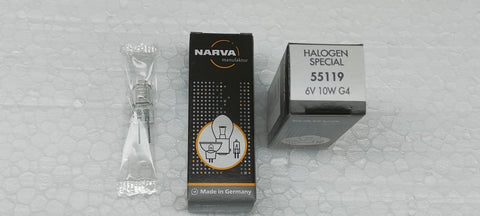 NARVA
manufaktur
Made in Germany
HALOGEN
SPECIAL
55119
6V 10W G4